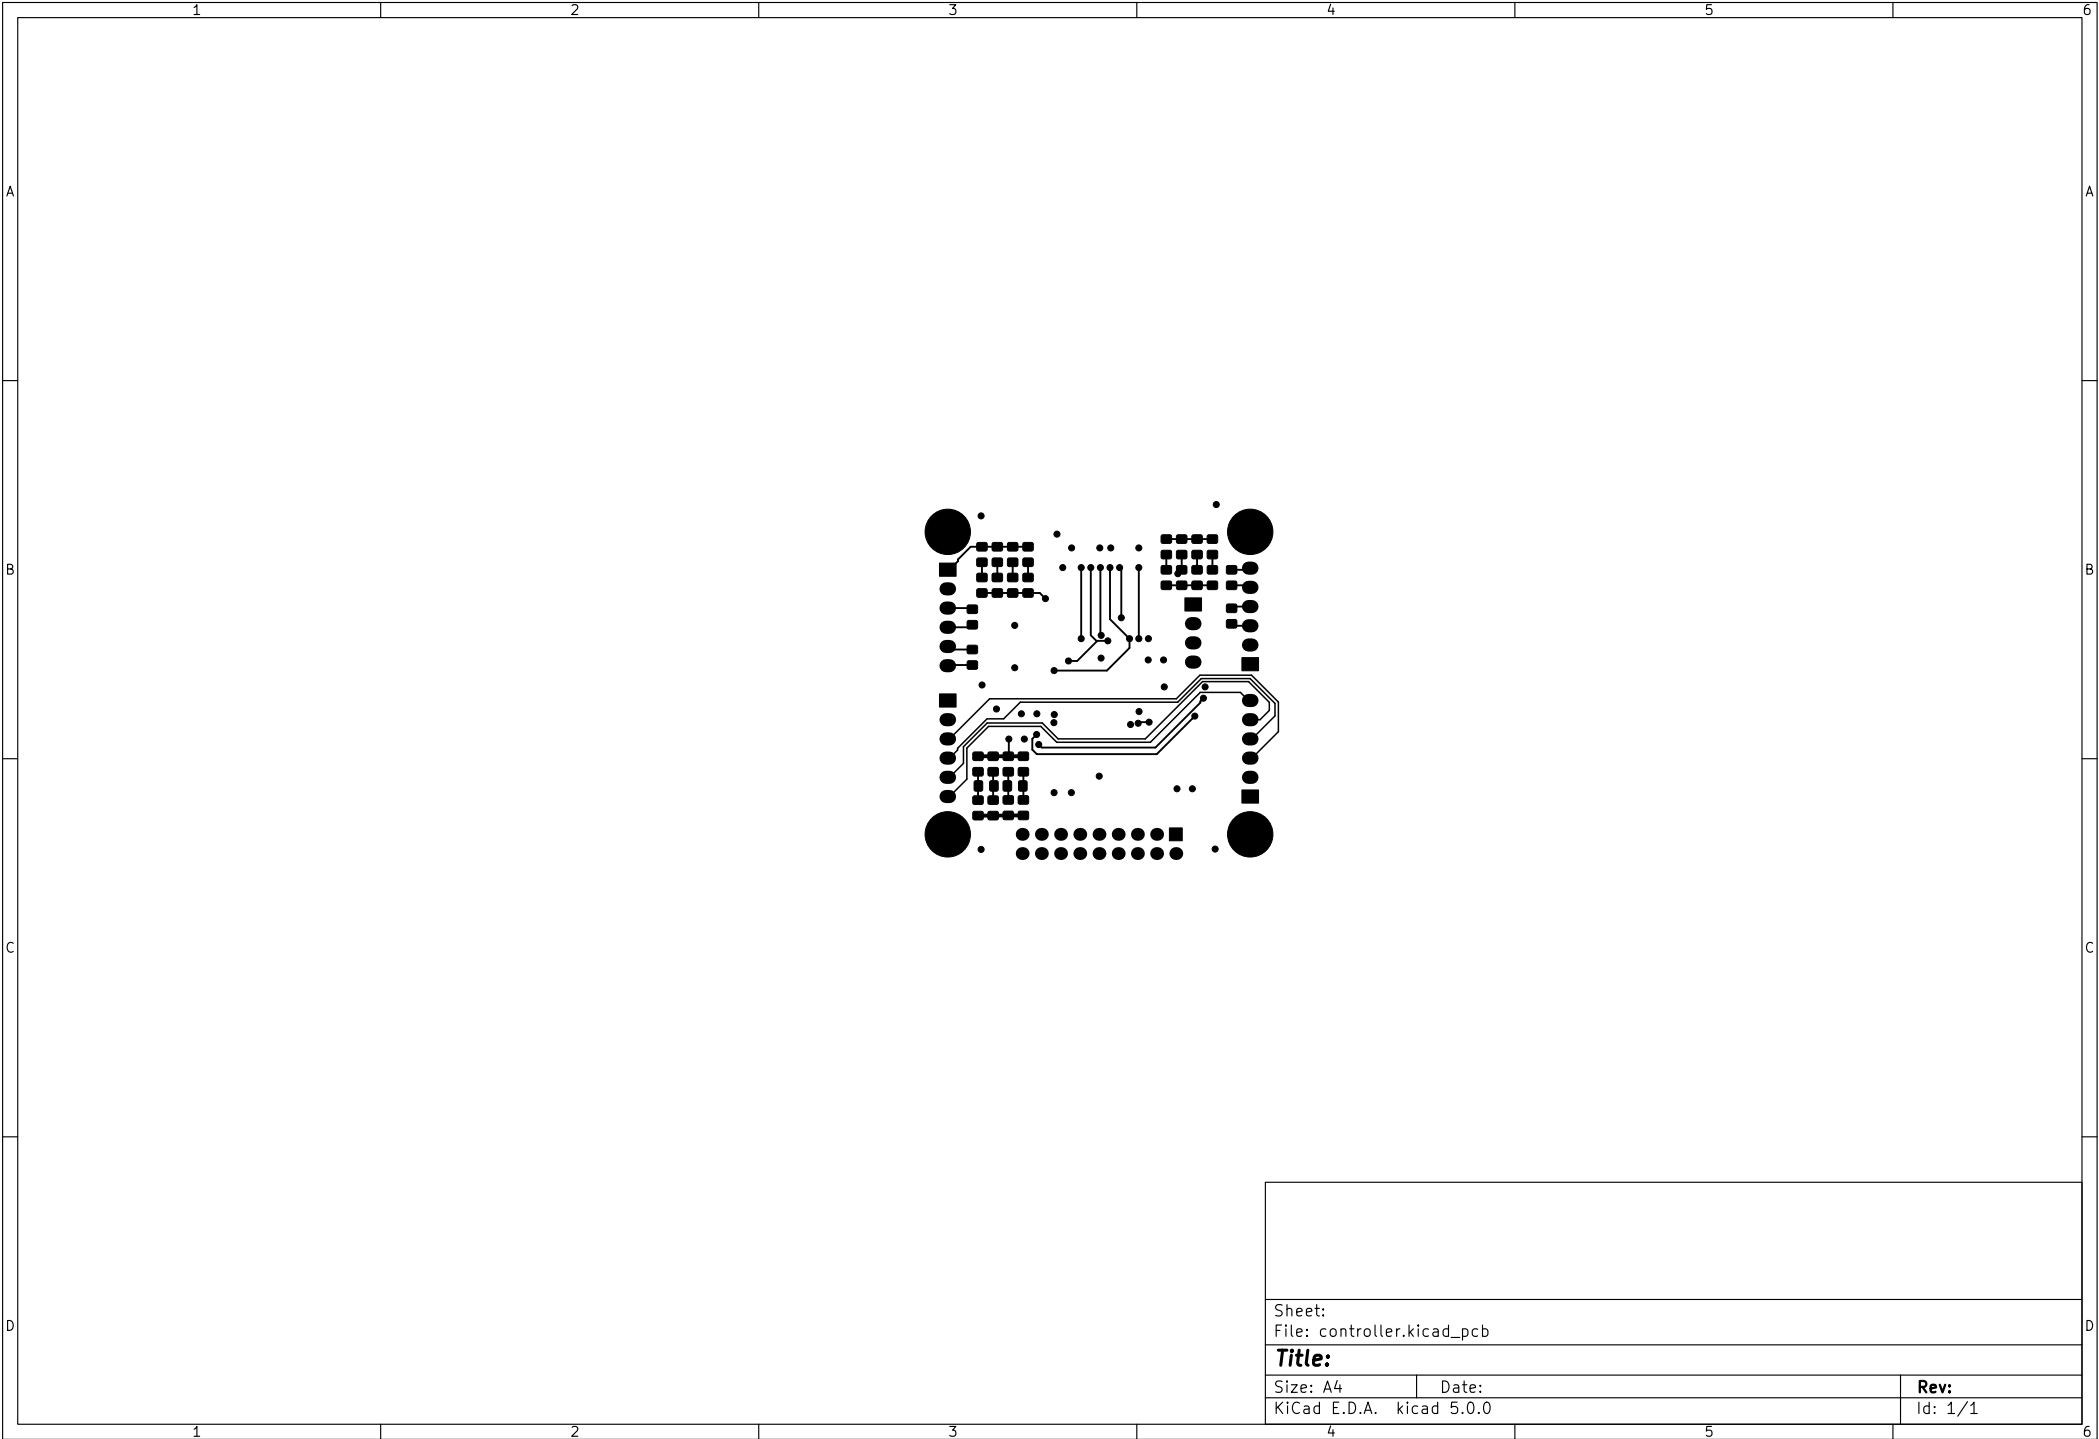 1 2 3 4 5 6
A A
B B
C C
D D
Sheet:
File: controller.kicad_pcb
Title:
Size: A4 Date: Rev:
KiCad E.D.A. kicad 5.0.0 Id: 1/1
1 2 3 4 5 6